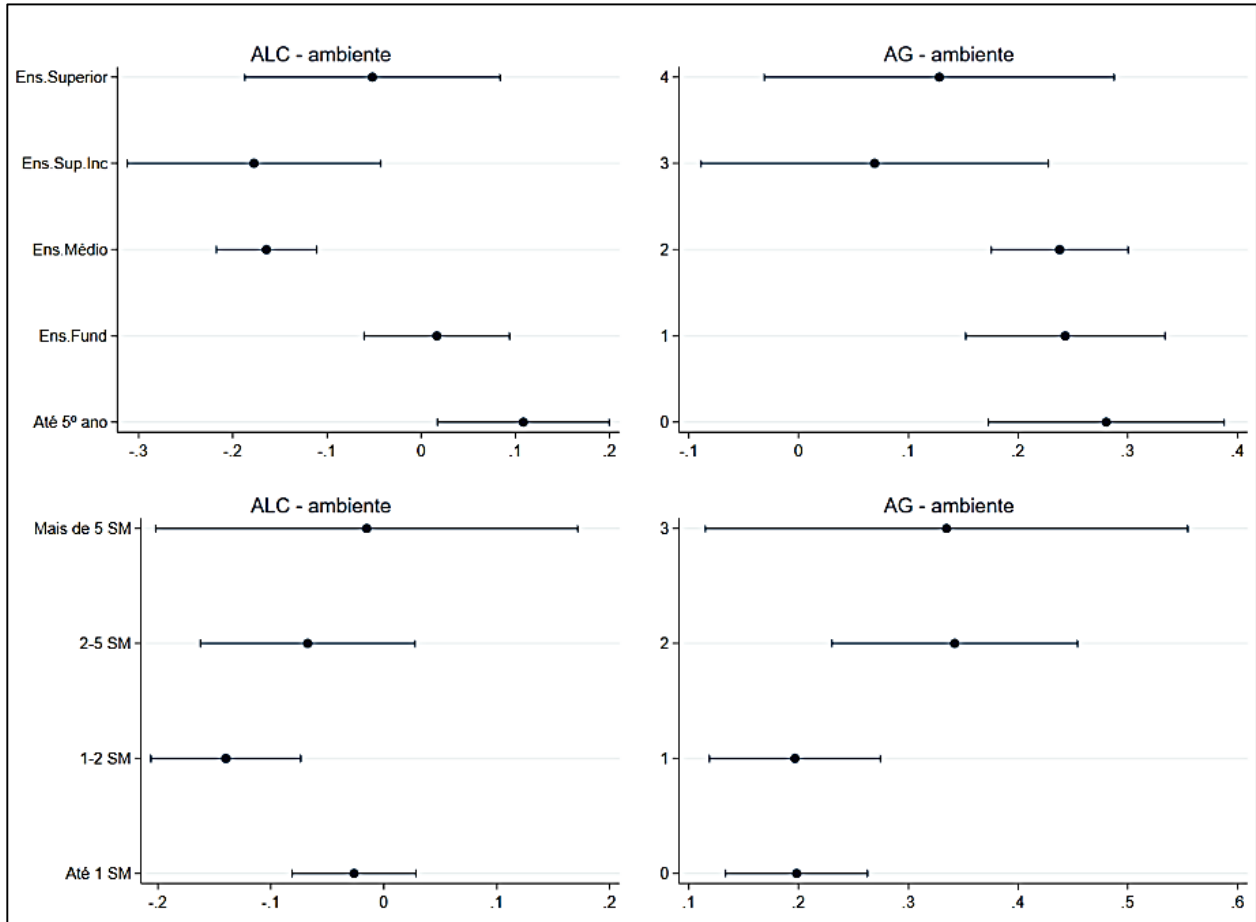 ALC - ambiente
Ens.Superior
Ens.Sup.Inc
Ens.Médio
Ens.Fund
Até 5º ano
-.3 -.2 -.1 0 .1 .2
AG - ambiente
4
3
2
1
0
-.1 0 .1 .2 .3 .4
ALC - ambiente
Mais de 5 SM
2-5 SM
1-2 SM
Até 1 SM
-.2 -.1 0 .1 .2
AG - ambiente
3
2
1
0
.1 .2 .3 .4 .5 .6